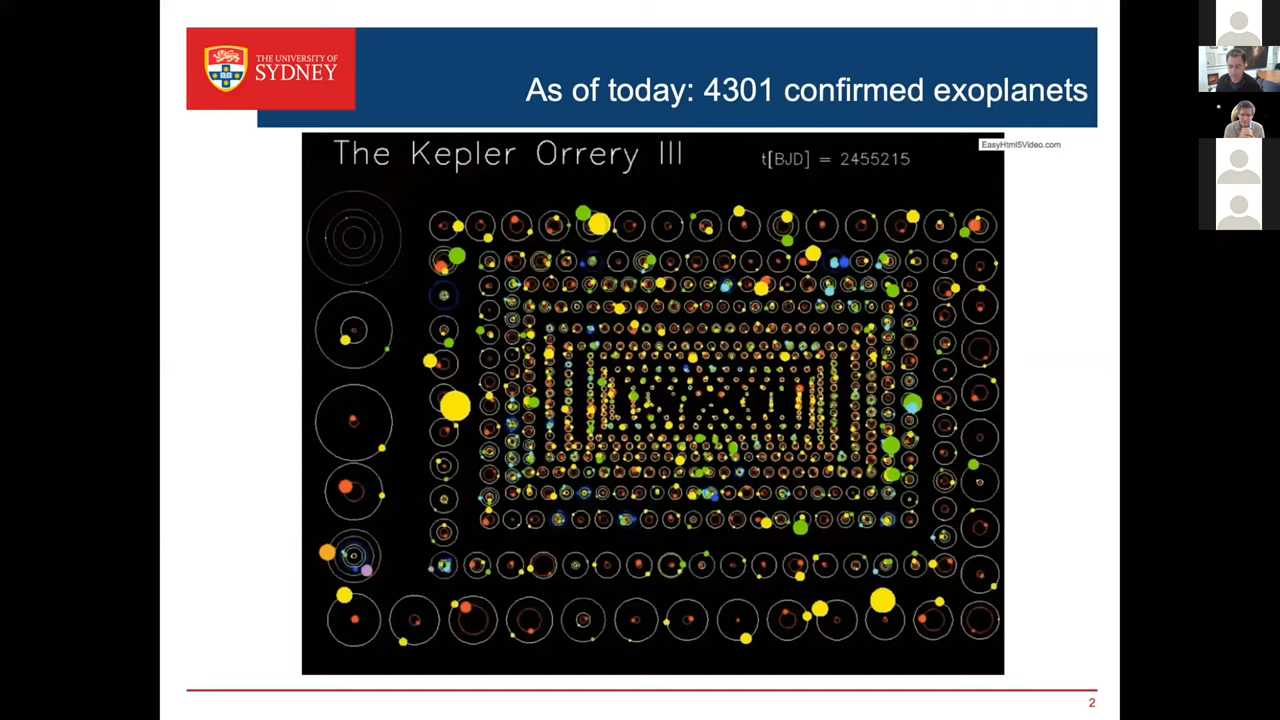 THE UNIVERSITY OF
SYDNEY
As of today: 4301 confirmed exoplanets
The Kepler Orrery III
t[BJD] = 2455215
EasyHtml5Video.com
2